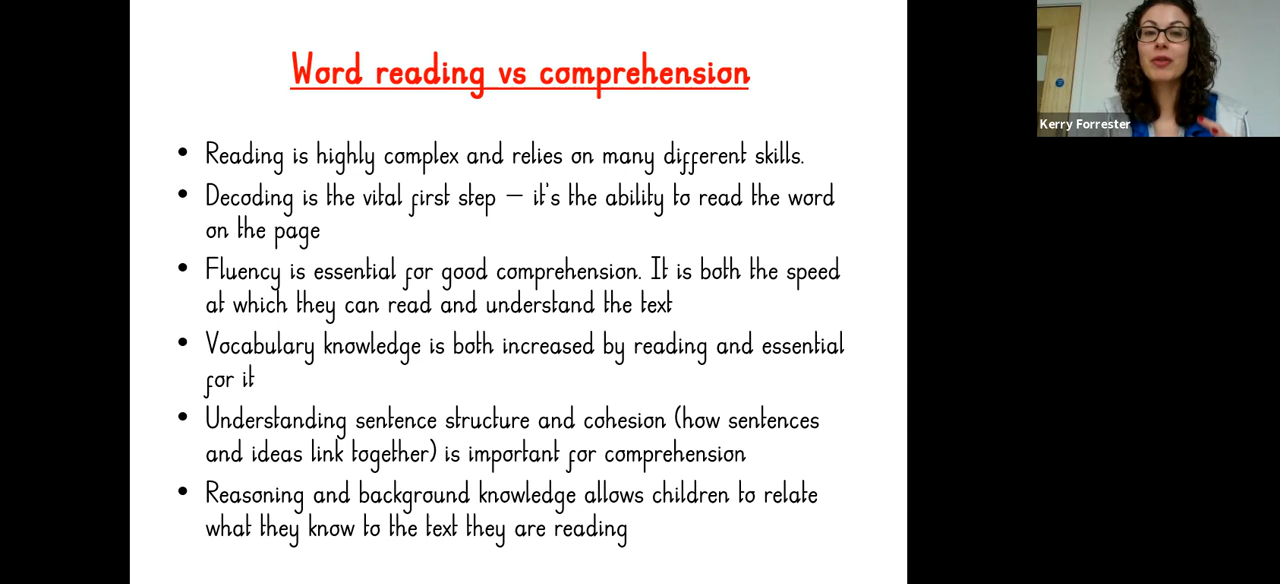 Word reading vs comprehension
Kerry Forrester
• Reading is highly complex and relies on many different skills.
• Decoding is the vital first step – it's the ability to read the word
on the page
• Fluency is essential for good comprehension. It is both the speed
at which they can read and understand the text
• Vocabulary knowledge is both increased by reading and essential
for it
• Understanding sentence structure and cohesion (how sentences
and ideas link together) is important for comprehension
• Reasoning and background knowledge allows children to relate
what they know to the text they are reading